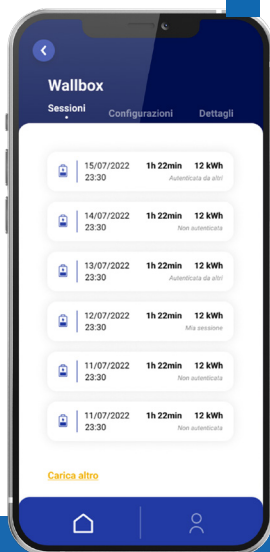 Wallbox
Sessioni Configurazioni Dettagli
15/07/2022 1h 22min 12 kWh
23:30 Autenticata da altri
14/07/2022 1h 22min 12 kWh
23:30 Non autenticata
13/07/2022 1h 22min 12 kWh
23:30 Autenticata da altri
12/07/2022 1h 22min 12 kWh
23:30 Mia sessione
11/07/2022 1h 22min 12 kWh
23:30 Non autenticata
11/07/2022 1h 22min 12 kWh
23:30 Non autenticata
Carica altro